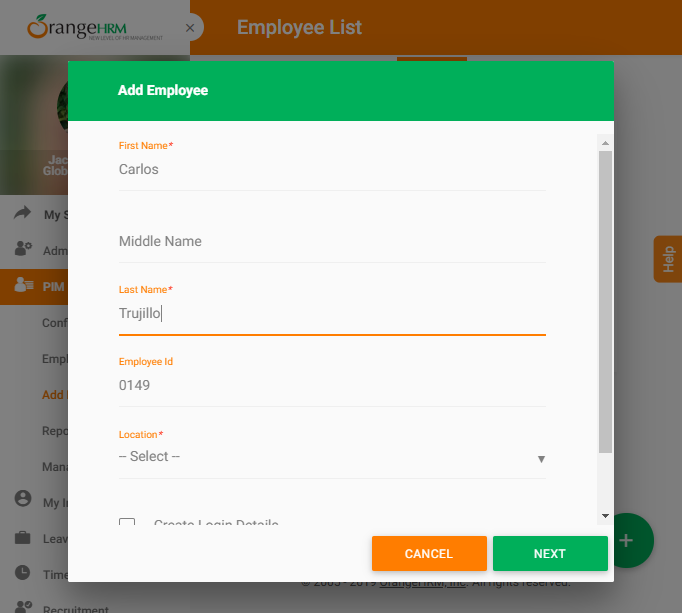 OrangeHRM
NEW LEVEL OF HR MANAGEMENT
×
Employee List
Add Employee
First Name*
Carlos
Middle Name
Last Name*
Trujillo
Employee Id
0149
Location*
-- Select --
Create Login Details
CANCEL
NEXT
Jac
Glob
My S
Adm
PIM
Conf
Empl
Add
Repo
Mana
My In
Leav
Time
Recruitment
Help
+
© 2005 - 2019 OrangeHRM, Inc. All rights reserved.